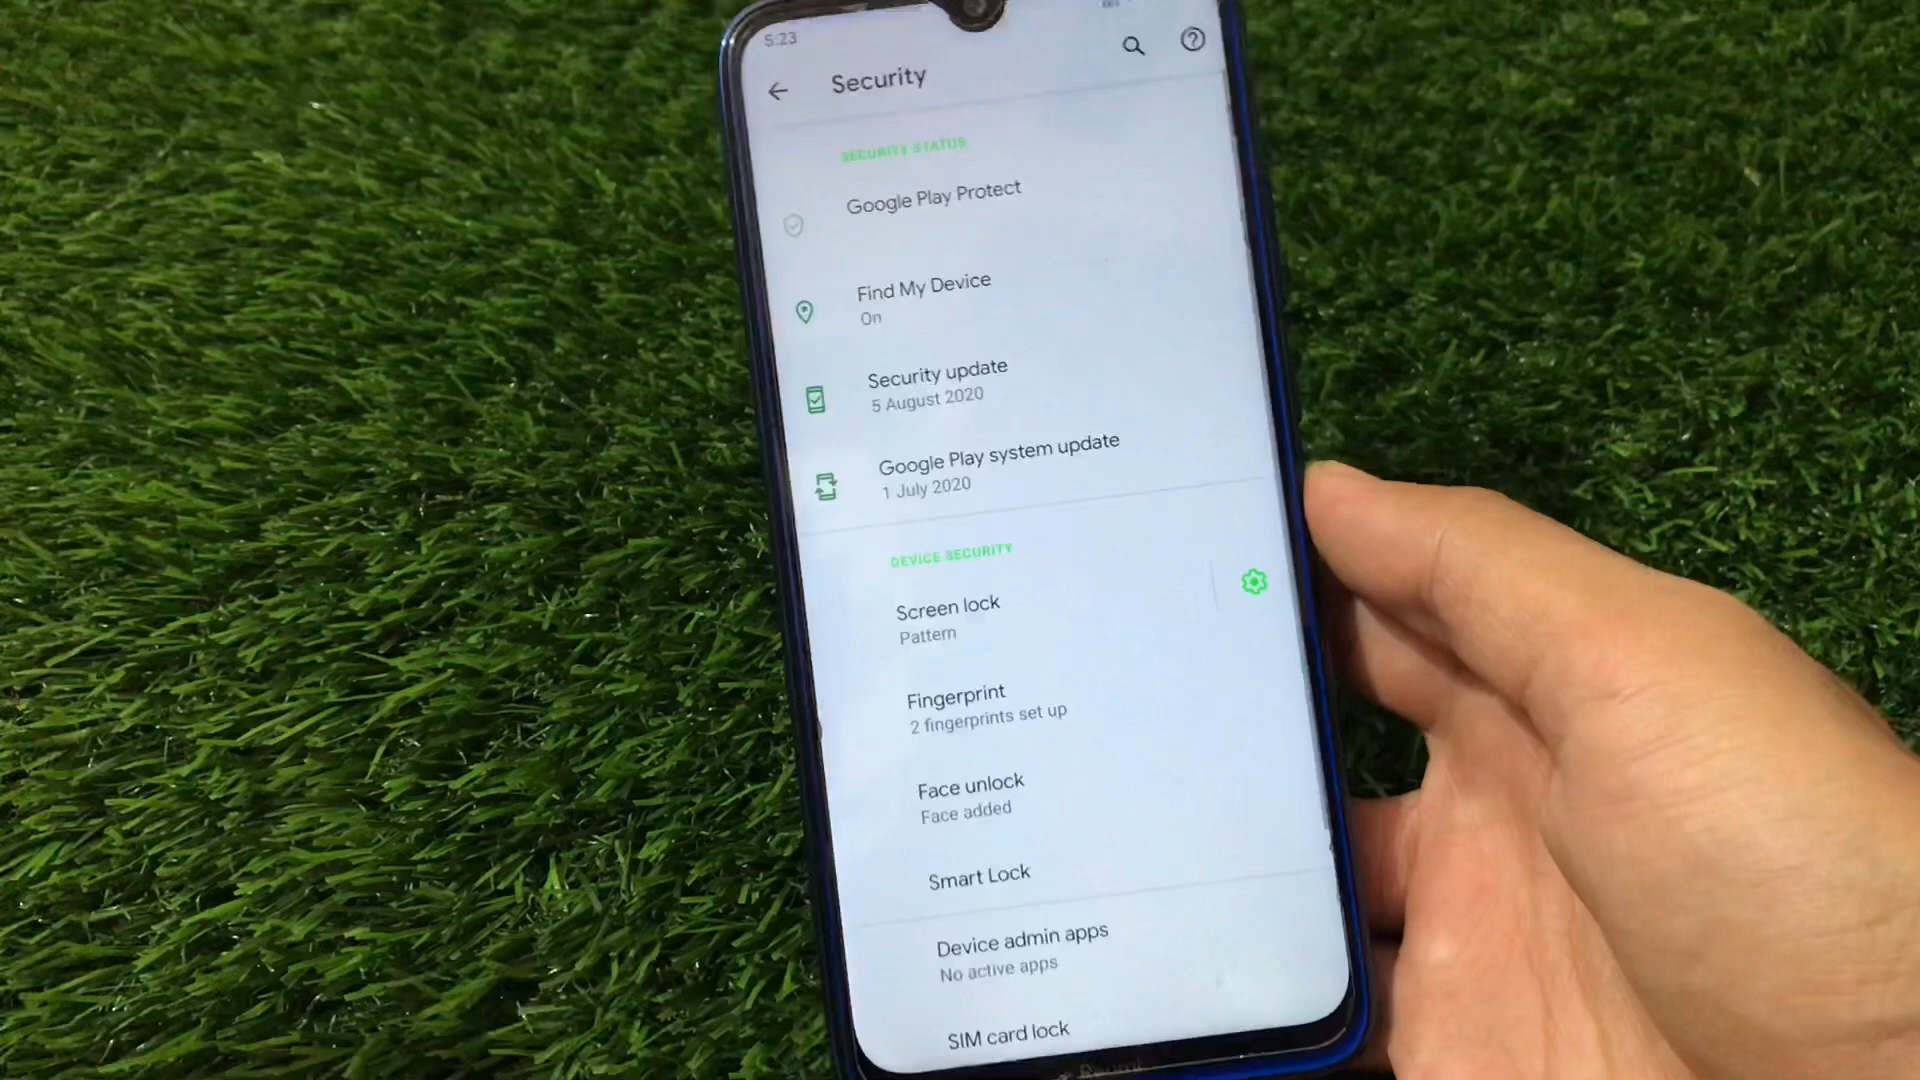 5:23
Security
SECURITY STATUS
Google Play Protect
Find My Device
On
Security update
5 August 2020
Google Play system update
1 July 2020
DEVICE SECURITY
Screen lock
Pattern
Fingerprint
2 fingerprints set up
Face unlock
Face added
Smart Lock
Device admin apps
No active apps
SIM card lock